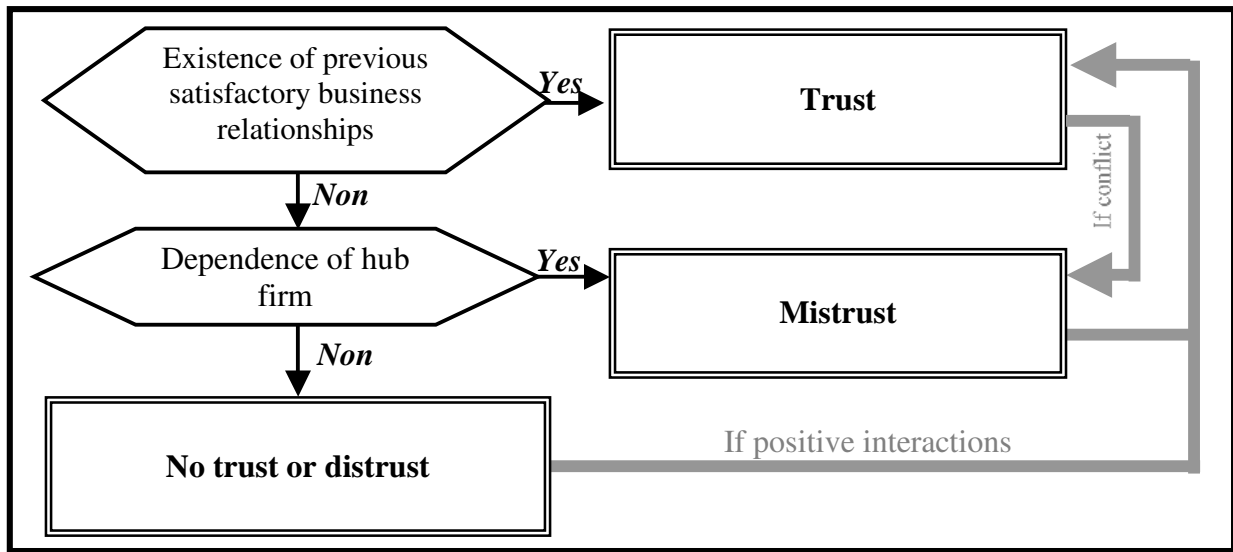 Existence of previous
satisfactory business
relationships
Yes
Trust
If conflict
Non
Dependence of hub
firm
Yes
Mistrust
Non
No trust or distrust
If positive interactions